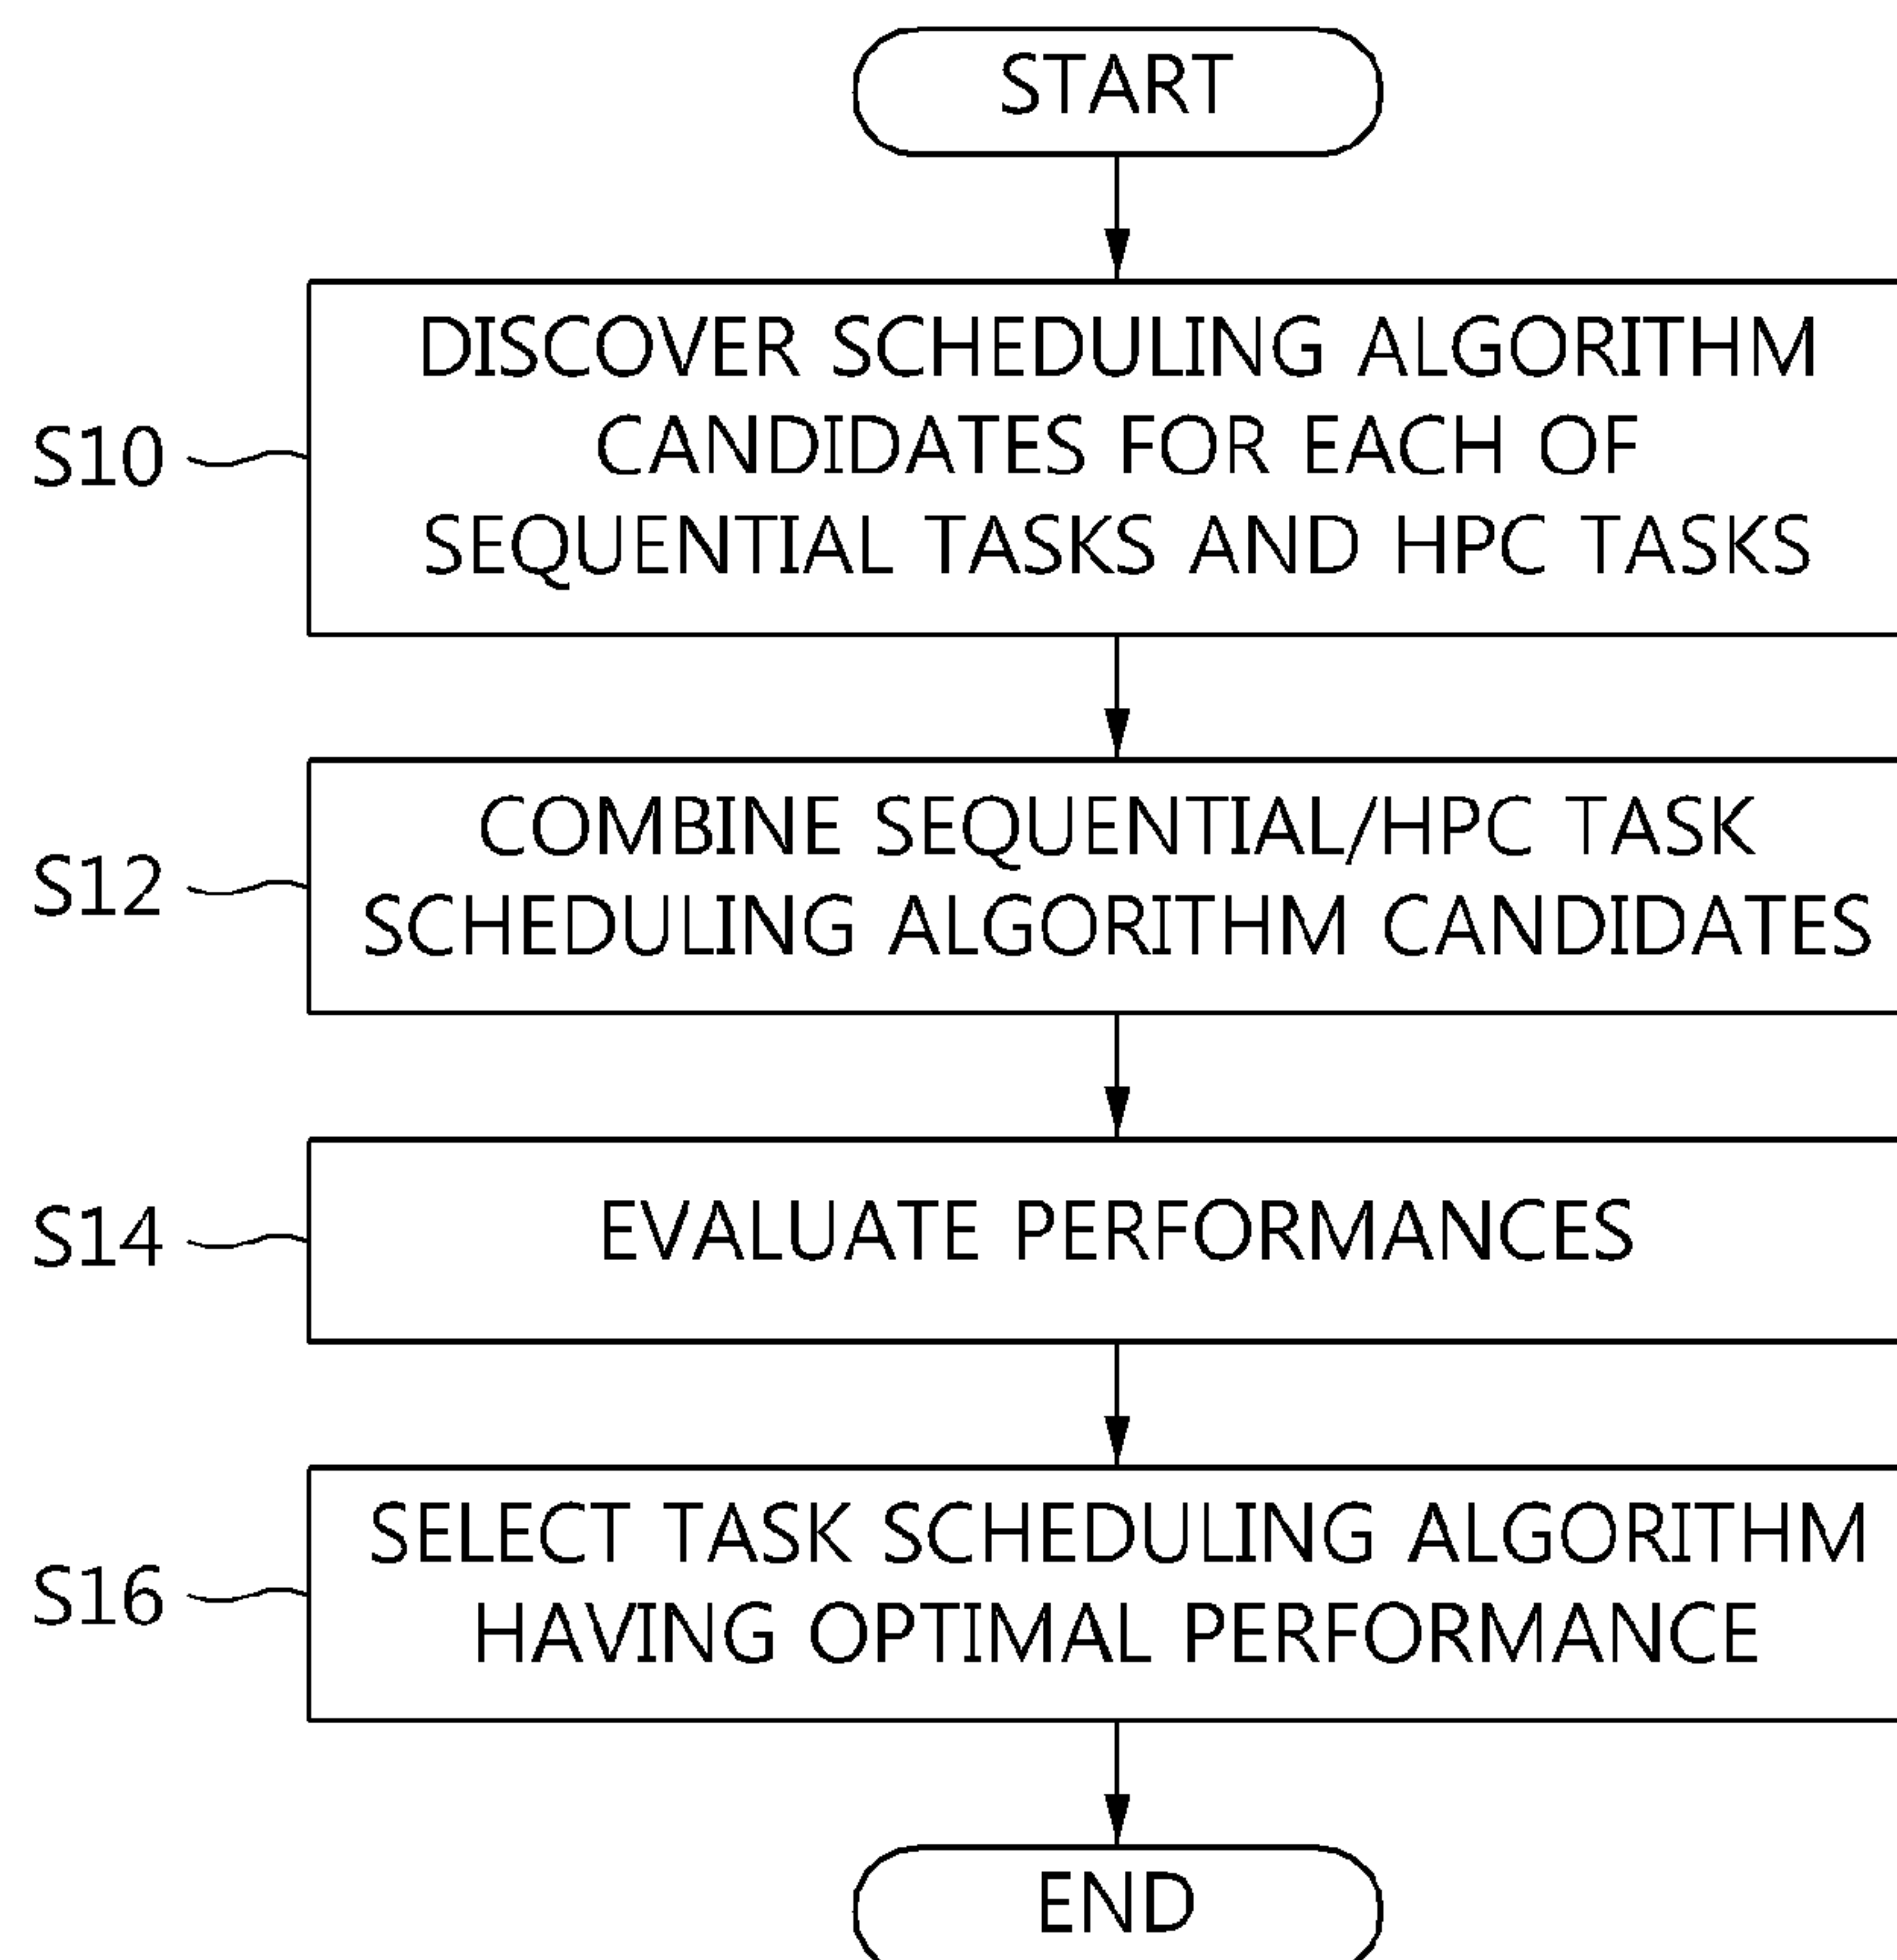 START
DISCOVER SCHEDULING ALGORITHM
CANDIDATES FOR EACH OF
SEQUENTIAL TASKS AND HPC TASKS
S10
COMBINE SEQUENTIAL/HPC TASK
SCHEDULING ALGORITHM CANDIDATES
S12
EVALUATE PERFORMANCES
S14
SELECT TASK SCHEDULING ALGORITHM
HAVING OPTIMAL PERFORMANCE
S16
END